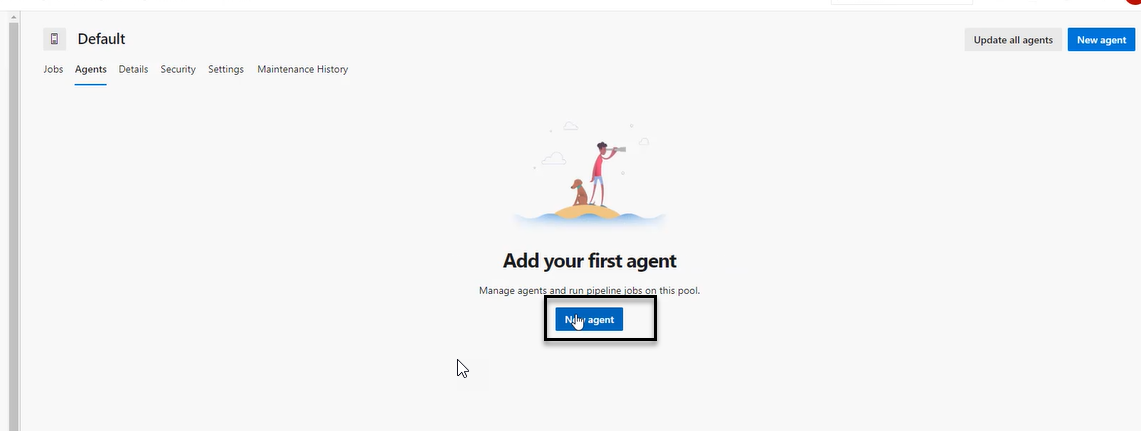 Default
Update all agents
New agent
Jobs Agents Details Security Settings Maintenance History
Add your first agent
Manage agents and run pipeline jobs on this pool.
New agent